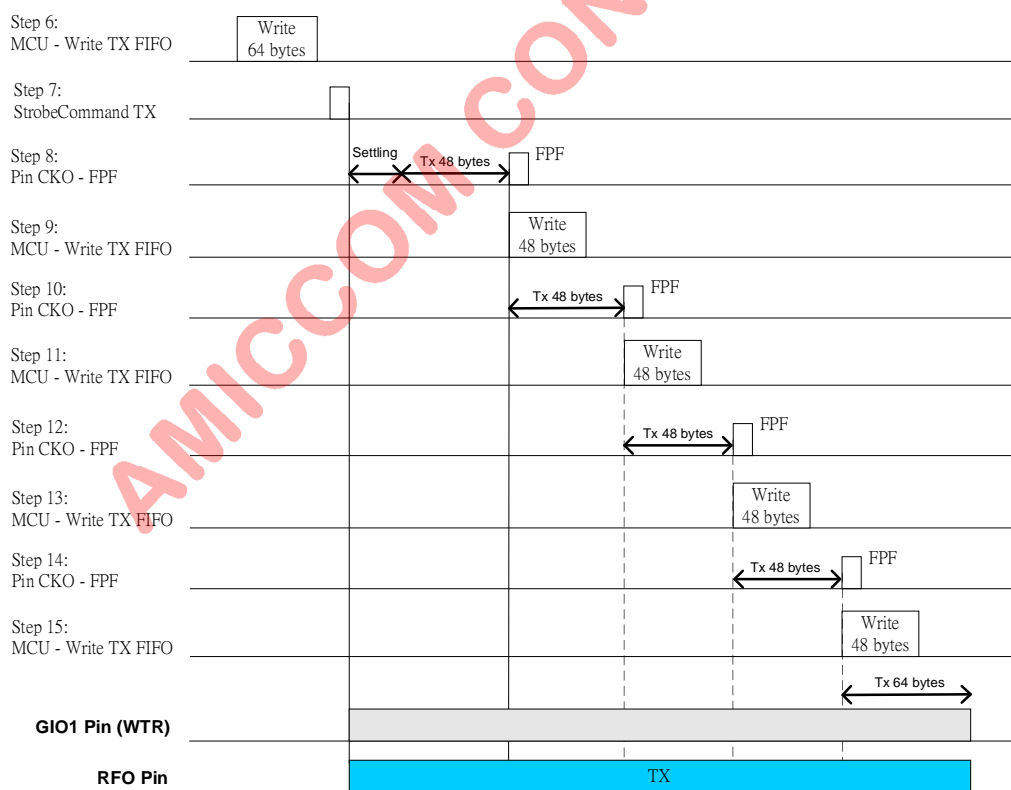 Step 6:
MCU - Write TX FIFO
Write
64 bytes
Step 7:
StrobeCommand TX
Step 8:
Pin CKO - FPF
Settling
Tx 48 bytes
FPF
Step 9:
MCU - Write TX FIFO
Write
48 bytes
Step 10:
Pin CKO - FPF
Tx 48 bytes
FPF
Step 11:
MCU - Write TX FIFO
Write
48 bytes
Step 12:
Pin CKO - FPF
Tx 48 bytes
FPF
Step 13:
MCU - Write TX FIFO
Write
48 bytes
Step 14:
Pin CKO - FPF
Tx 48 bytes
FPF
Step 15:
MCU - Write TX FIFO
Write
48 bytes
Tx 64 bytes
GIO1 Pin (WTR)
RFO Pin
TX
AMICCOM CON